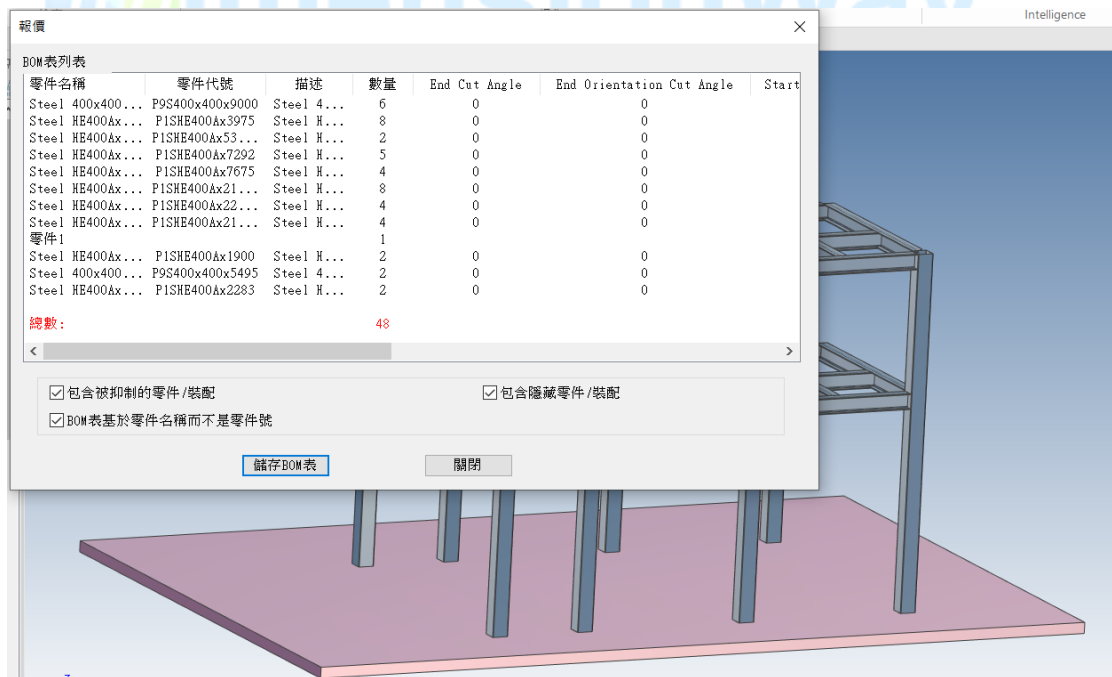 Intelligence
報價
BOM表列表
零件名稱 零件代號 描述 數量 End Cut Angle End Orientation Cut Angle Start
Steel 400x400... P9S400x400x9000 Steel 4... 6 0 0
Steel HE400Ax... P1SHE400Ax3975 Steel H... 8 0 0
Steel HE400Ax... P1SHE400Ax53... Steel H... 2 0 0
Steel HE400Ax... P1SHE400Ax7292 Steel H... 5 0 0
Steel HE400Ax... P1SHE400Ax7675 Steel H... 4 0 0
Steel HE400Ax... P1SHE400Ax21... Steel H... 8 0 0
Steel HE400Ax... P1SHE400Ax22... Steel H... 4 0 0
Steel HE400Ax... P1SHE400Ax21... Steel H... 4 0 0
零件1 1
Steel HE400Ax... P1SHE400Ax1900 Steel H... 2 0 0
Steel 400x400... P9S400x400x5495 Steel 4... 2 0 0
Steel HE400Ax... P1SHE400Ax2283 Steel H... 2 0 0
總數: 48
包含被抑制的零件/裝配 包含隱藏零件/裝配
BOM表基於零件名稱而不是零件號
儲存BOM表 關閉